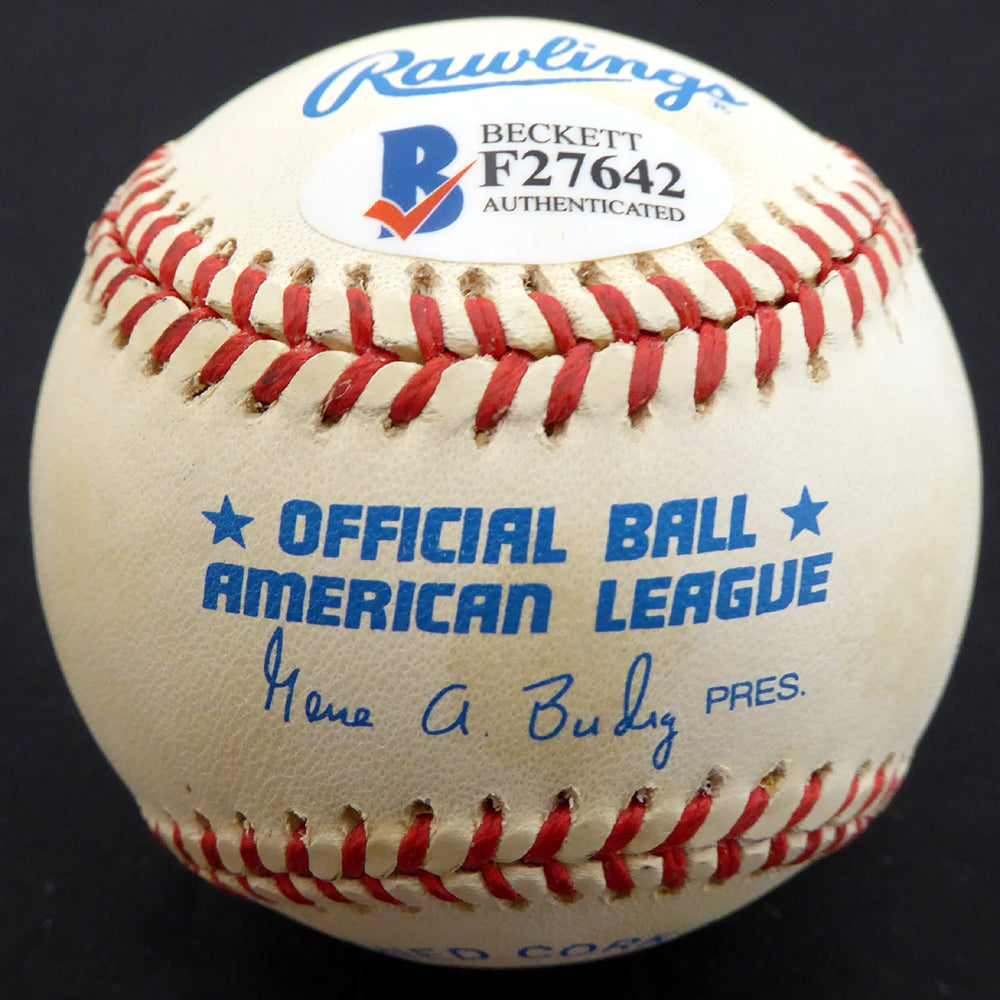 Rawlings ®
BECKETT
F27642
AUTHENTICATED
★ OFFICIAL BALL ★
AMERICAN LEAGUE
Gene A. Budig PRES.